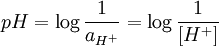 pH = log 1/a_{H^+} = log 1/[H^+]